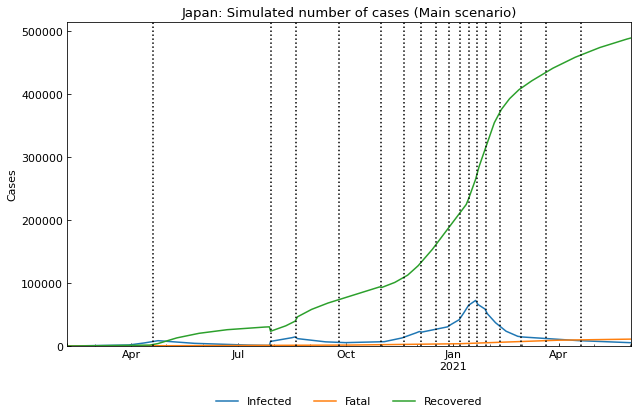 Japan: Simulated number of cases (Main scenario)
500000
400000
300000
200000
100000
0
Cases
Apr
Jul
Oct
Jan
2021
Apr
Infected
Fatal
Recovered